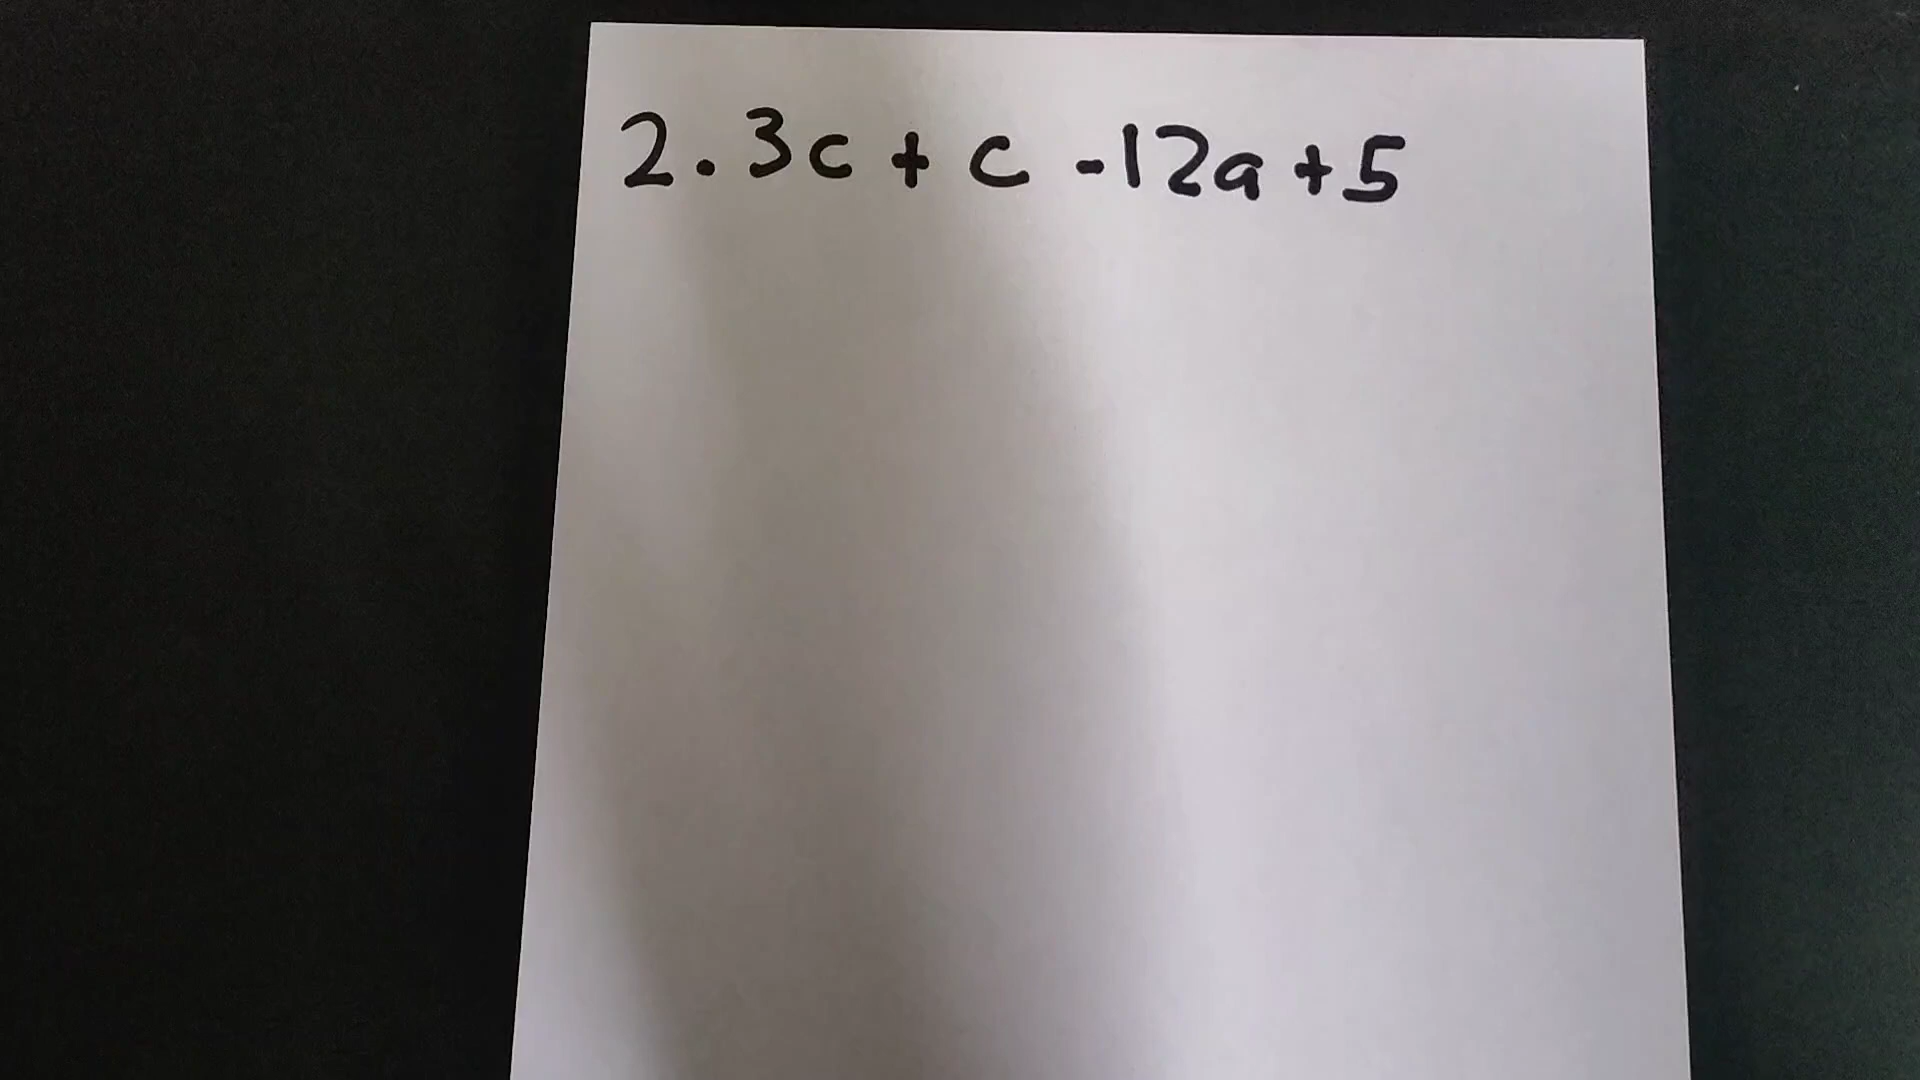 2. 3c + c - 12a + 5